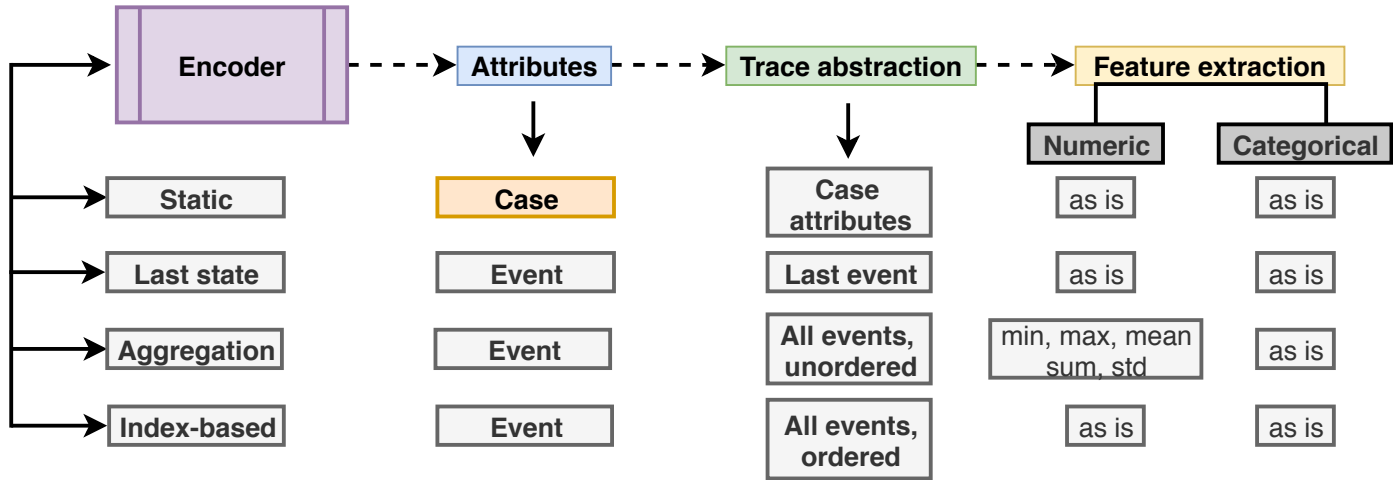 Encoder
Attributes
Trace abstraction
Feature extraction
Numeric
Categorical
Static
Case
Case
attributes
as is
as is
Last state
Event
Last event
as is
as is
Aggregation
Event
All events,
unordered
min, max, mean
sum, std
as is
Index-based
Event
All events,
ordered
as is
as is